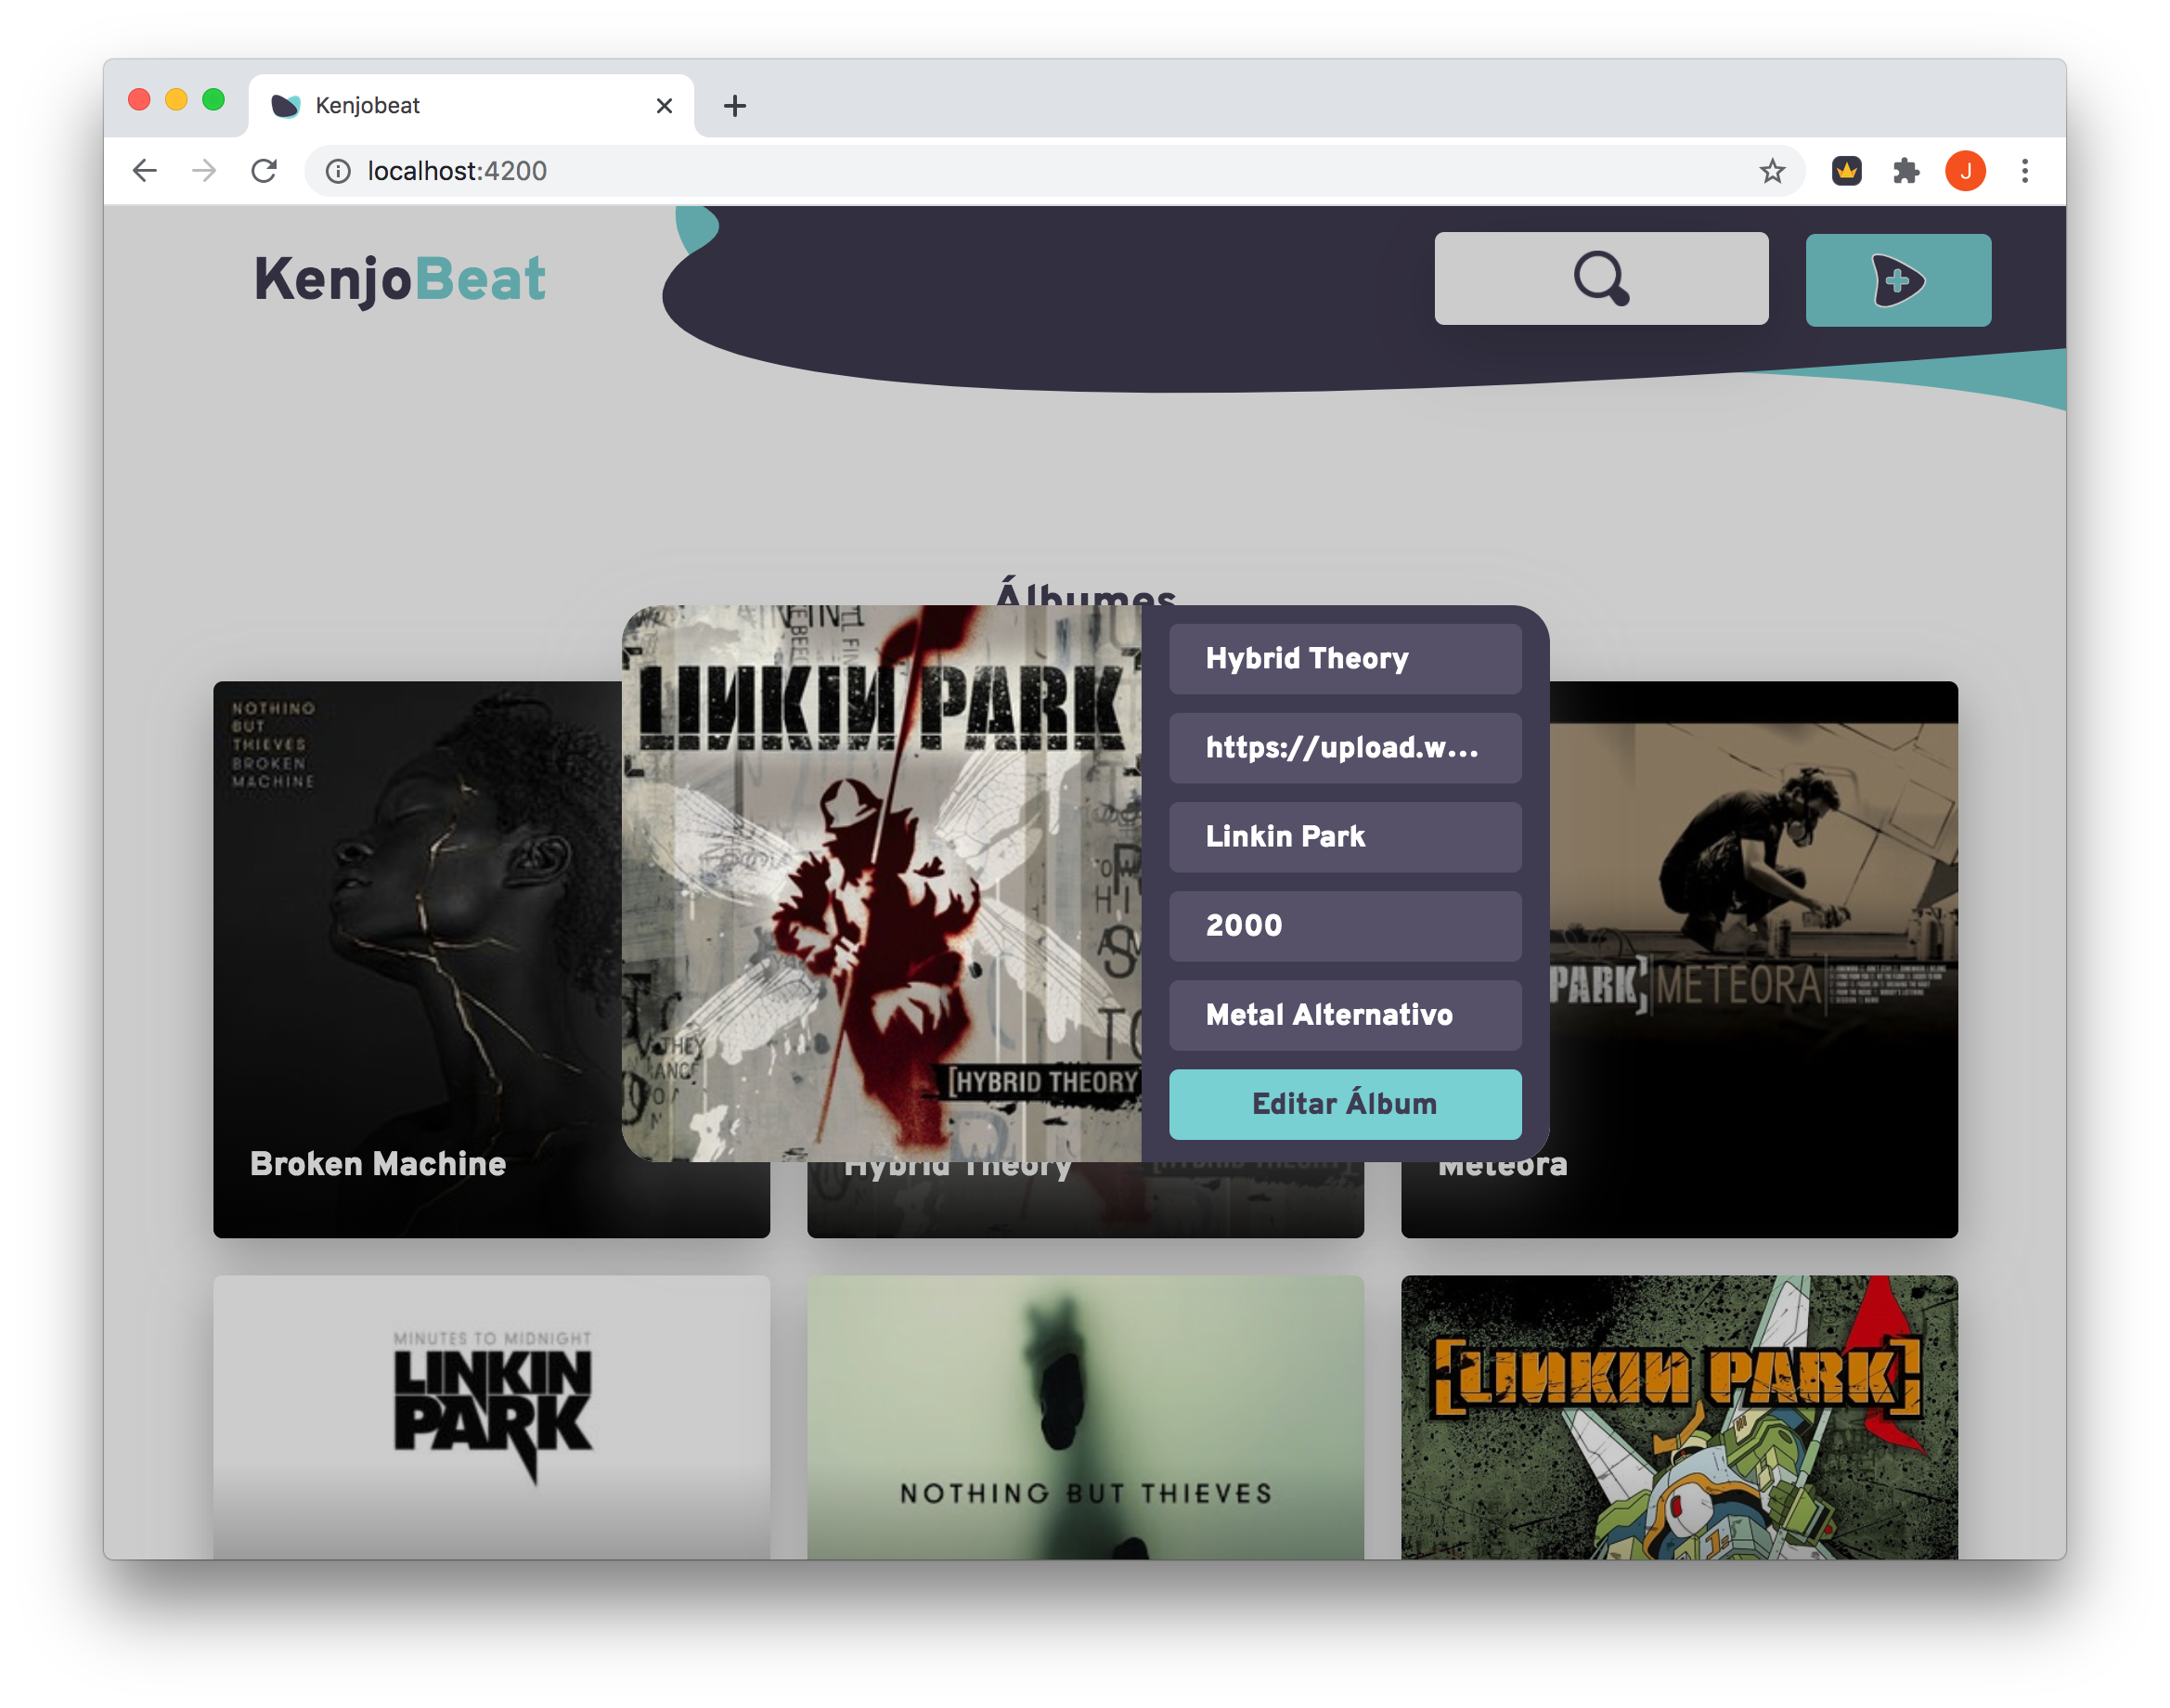 Kenjobeat
localhost:4200
J
KenjoBeat
Álbumes
NOTHING
BUT
THIEVES
BROKEN
MACHINE
Broken Machine
LINKIN PARK
[HYBRID THEORY
Hybrid Theory
https://upload.w...
Linkin Park
2000
Metal Alternativo
Editar Álbum
Hybrid Theory
PARK] METEORA
Meteora
MINUTES TO MIDNIGHT
LINKIN
PARK
NOTHING BUT THIEVES
[LINKIN PARK]